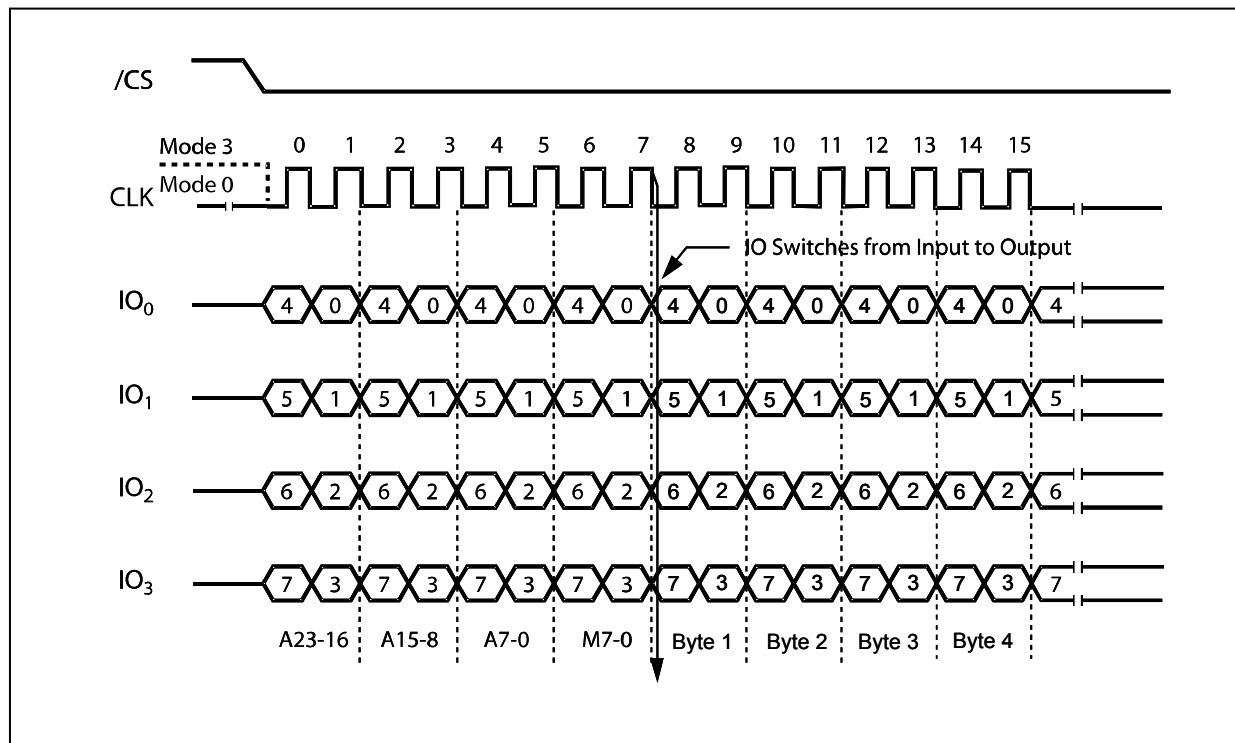 /CS
Mode 3
0 1 2 3 4 5 6 7 8 9 10 11 12 13 14 15
Mode 0
CLK
IO Switches from Input to Output
IO0 4 0 4 0 4 0 4 0 4 0 4 0 4 0 4 0 4
IO1 5 1 5 1 5 1 5 1 5 1 5 1 5 1 5 1 5
IO2 6 2 6 2 6 2 6 2 6 2 6 2 6 2 6 2 6
IO3 7 3 7 3 7 3 7 3 7 3 7 3 7 3 7 3 7
A23-16 A15-8 A7-0 M7-0 Byte 1 Byte 2 Byte 3 Byte 4